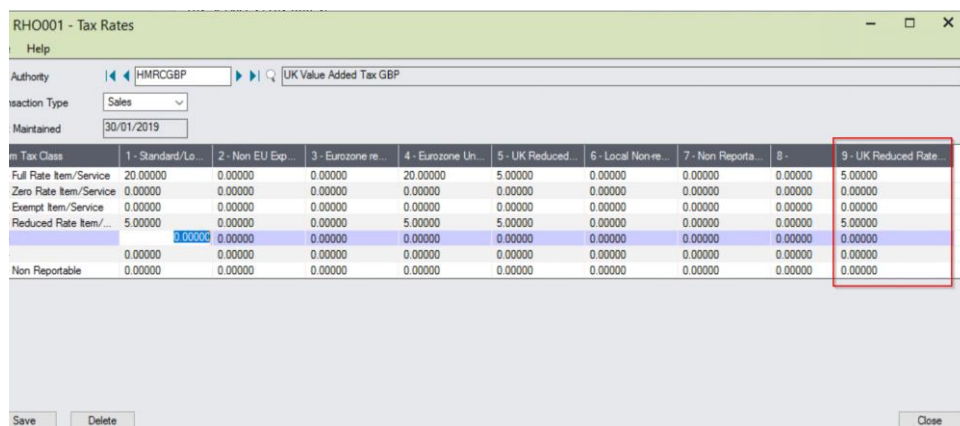 RHO001 - Tax Rates
Help
Authority HMRCGBP UK Value Added Tax GBP
nsaction Type Sales
Maintained 30/01/2019
m Tax Class 1 - Standard/Lo... 2 - Non EU Exp... 3 - Eurozone re... 4 - Eurozone Un... 5 - UK Reduced... 6 - Local Non-re... 7 - Non Reporta... 8 - 9 - UK Reduced Rate...
Full Rate Item/Service 20.00000 0.00000 0.00000 20.00000 5.00000 0.00000 0.00000 0.00000 5.00000
Zero Rate Item/Service 0.00000 0.00000 0.00000 0.00000 0.00000 0.00000 0.00000 0.00000 0.00000
Exempt Item/Service 0.00000 0.00000 0.00000 0.00000 0.00000 0.00000 0.00000 0.00000 0.00000
Reduced Rate Item/... 5.00000 0.00000 0.00000 5.00000 5.00000 0.00000 0.00000 0.00000 5.00000
0.00000 0.00000 0.00000 0.00000 0.00000 0.00000 0.00000 0.00000 0.00000
0.00000 0.00000 0.00000 0.00000 0.00000 0.00000 0.00000 0.00000 0.00000
Non Reportable 0.00000 0.00000 0.00000 0.00000 0.00000 0.00000 0.00000 0.00000 0.00000
Save Delete Close